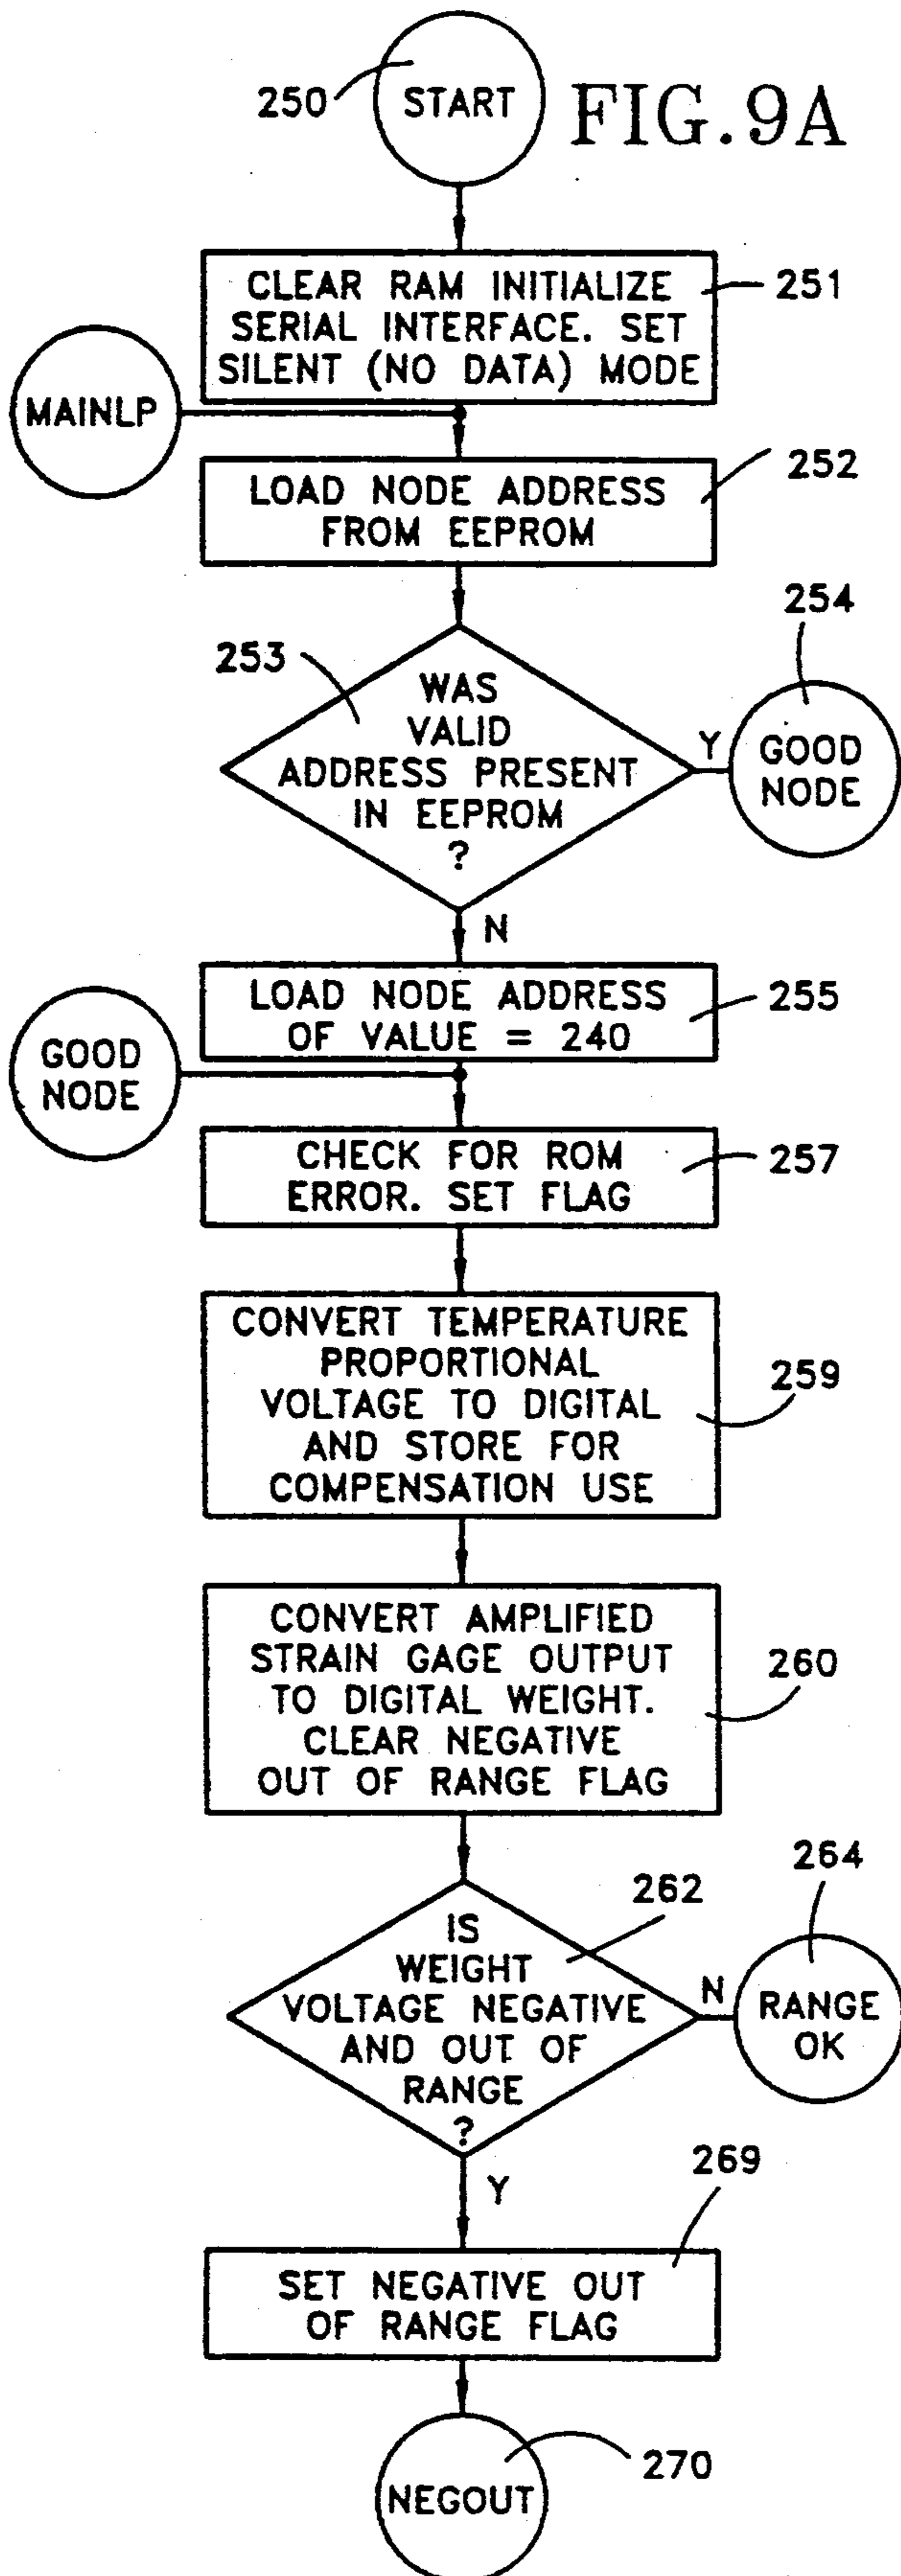 250
START
FIG.9A
CLEAR RAM INITIALIZE
SERIAL INTERFACE. SET
SILENT (NO DATA) MODE
251
MAINLP
LOAD NODE ADDRESS
FROM EEPROM
252
253
WAS
VALID
ADDRESS PRESENT
IN EEPROM
?
Y
254
GOOD
NODE
N
LOAD NODE ADDRESS
OF VALUE = 240
255
GOOD
NODE
CHECK FOR ROM
ERROR. SET FLAG
257
CONVERT TEMPERATURE
PROPORTIONAL
VOLTAGE TO DIGITAL
AND STORE FOR
COMPENSATION USE
259
CONVERT AMPLIFIED
STRAIN GAGE OUTPUT
TO DIGITAL WEIGHT.
CLEAR NEGATIVE
OUT OF RANGE FLAG
260
262
IS
WEIGHT
VOLTAGE NEGATIVE
AND OUT OF
RANGE
?
N
264
RANGE
OK
Y
269
SET NEGATIVE OUT
OF RANGE FLAG
NEGOUT
270